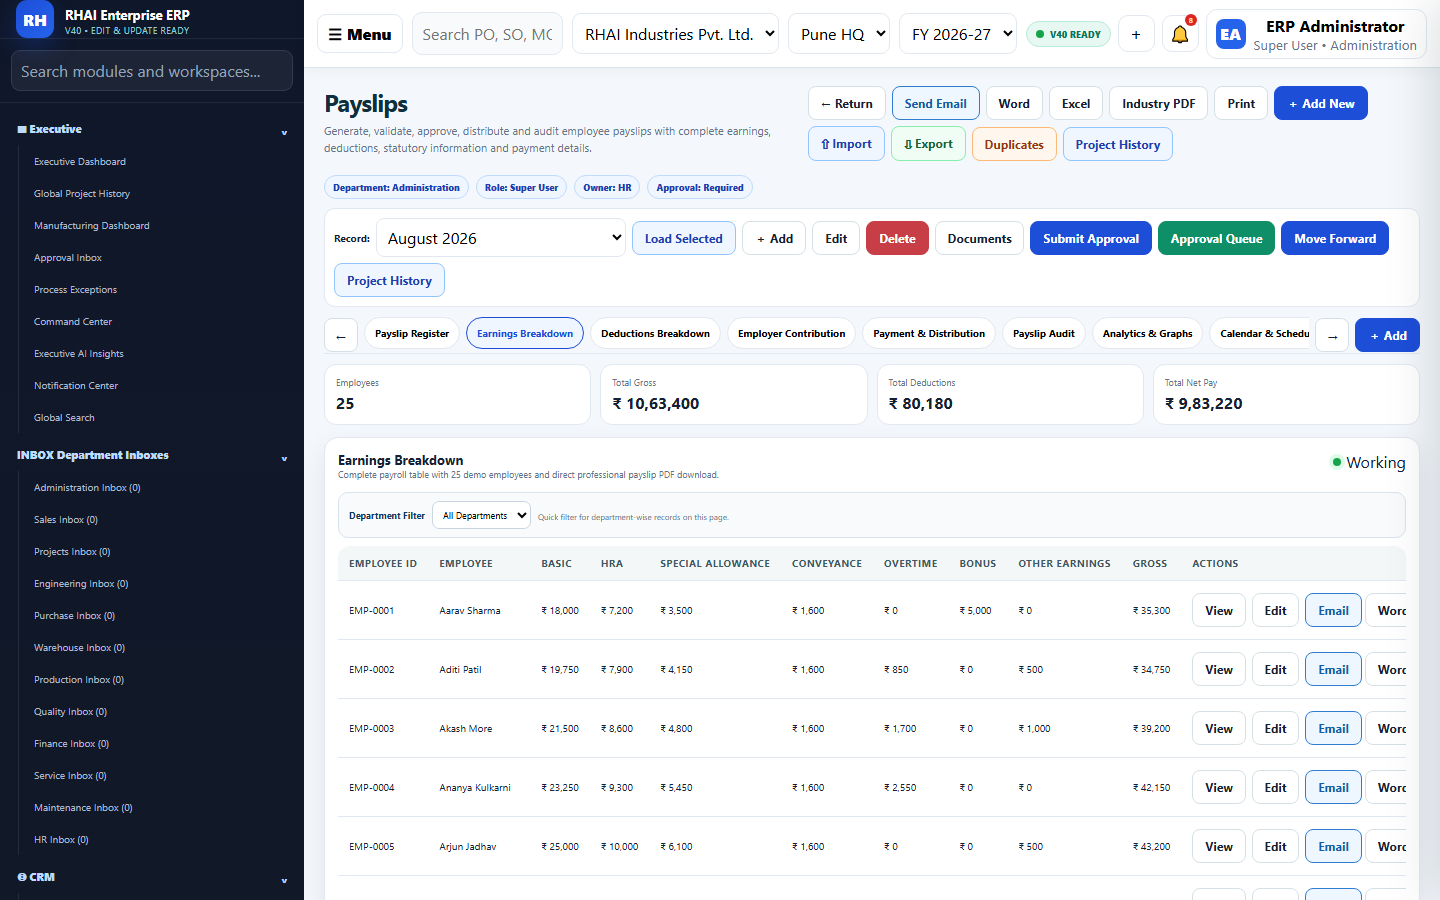 RH
RHAI Enterprise ERP
V40 • EDIT & UPDATE READY
Search modules and workspaces...
Executive
Executive Dashboard
Global Project History
Manufacturing Dashboard
Approval Inbox
Process Exceptions
Command Center
Executive AI Insights
Notification Center
Global Search
INBOX Department Inboxes
Administration Inbox (0)
Sales Inbox (0)
Projects Inbox (0)
Engineering Inbox (0)
Purchase Inbox (0)
Warehouse Inbox (0)
Production Inbox (0)
Quality Inbox (0)
Finance Inbox (0)
Service Inbox (0)
Maintenance Inbox (0)
HR Inbox (0)
CRM
☰ Menu
Search PO, SO, MO
RHAI Industries Pvt. Ltd.
Pune HQ
FY 2026-27
V40 READY
+
8
EA
ERP Administrator
Super User • Administration
Payslips
Generate, validate, approve, distribute and audit employee payslips with complete earnings,
deductions, statutory information and payment details.
← Return
Send Email
Word
Excel
Industry PDF
Print
+ Add New
⇧ Import
⇩ Export
Duplicates
Project History
Department: Administration
Role: Super User
Owner: HR
Approval: Required
Record:
August 2026
Load Selected
+ Add
Edit
Delete
Documents
Submit Approval
Approval Queue
Move Forward
Project History
←
Payslip Register
Earnings Breakdown
Deductions Breakdown
Employer Contribution
Payment & Distribution
Payslip Audit
Analytics & Graphs
Calendar & Schedu
→
+ Add
Employees
25
Total Gross
₹ 10,63,400
Total Deductions
₹ 80,180
Total Net Pay
₹ 9,83,220
Earnings Breakdown
Complete payroll table with 25 demo employees and direct professional payslip PDF download.
Working
Department Filter
All Departments
Quick filter for department-wise records on this page.
EMPLOYEE ID EMPLOYEE BASIC HRA SPECIAL ALLOWANCE CONVEYANCE OVERTIME BONUS OTHER EARNINGS GROSS ACTIONS
EMP-0001 Aarav Sharma ₹ 18,000 ₹ 7,200 ₹ 3,500 ₹ 1,600 ₹ 0 ₹ 5,000 ₹ 0 ₹ 35,300 View Edit Email Word
EMP-0002 Aditi Patil ₹ 19,750 ₹ 7,900 ₹ 4,150 ₹ 1,600 ₹ 850 ₹ 0 ₹ 500 ₹ 34,750 View Edit Email Word
EMP-0003 Akash More ₹ 21,500 ₹ 8,600 ₹ 4,800 ₹ 1,600 ₹ 1,700 ₹ 0 ₹ 1,000 ₹ 39,200 View Edit Email Word
EMP-0004 Ananya Kulkarni ₹ 23,250 ₹ 9,300 ₹ 5,450 ₹ 1,600 ₹ 2,550 ₹ 0 ₹ 0 ₹ 42,150 View Edit Email Word
EMP-0005 Arjun Jadhav ₹ 25,000 ₹ 10,000 ₹ 6,100 ₹ 1,600 ₹ 0 ₹ 0 ₹ 500 ₹ 43,200 View Edit Email Word